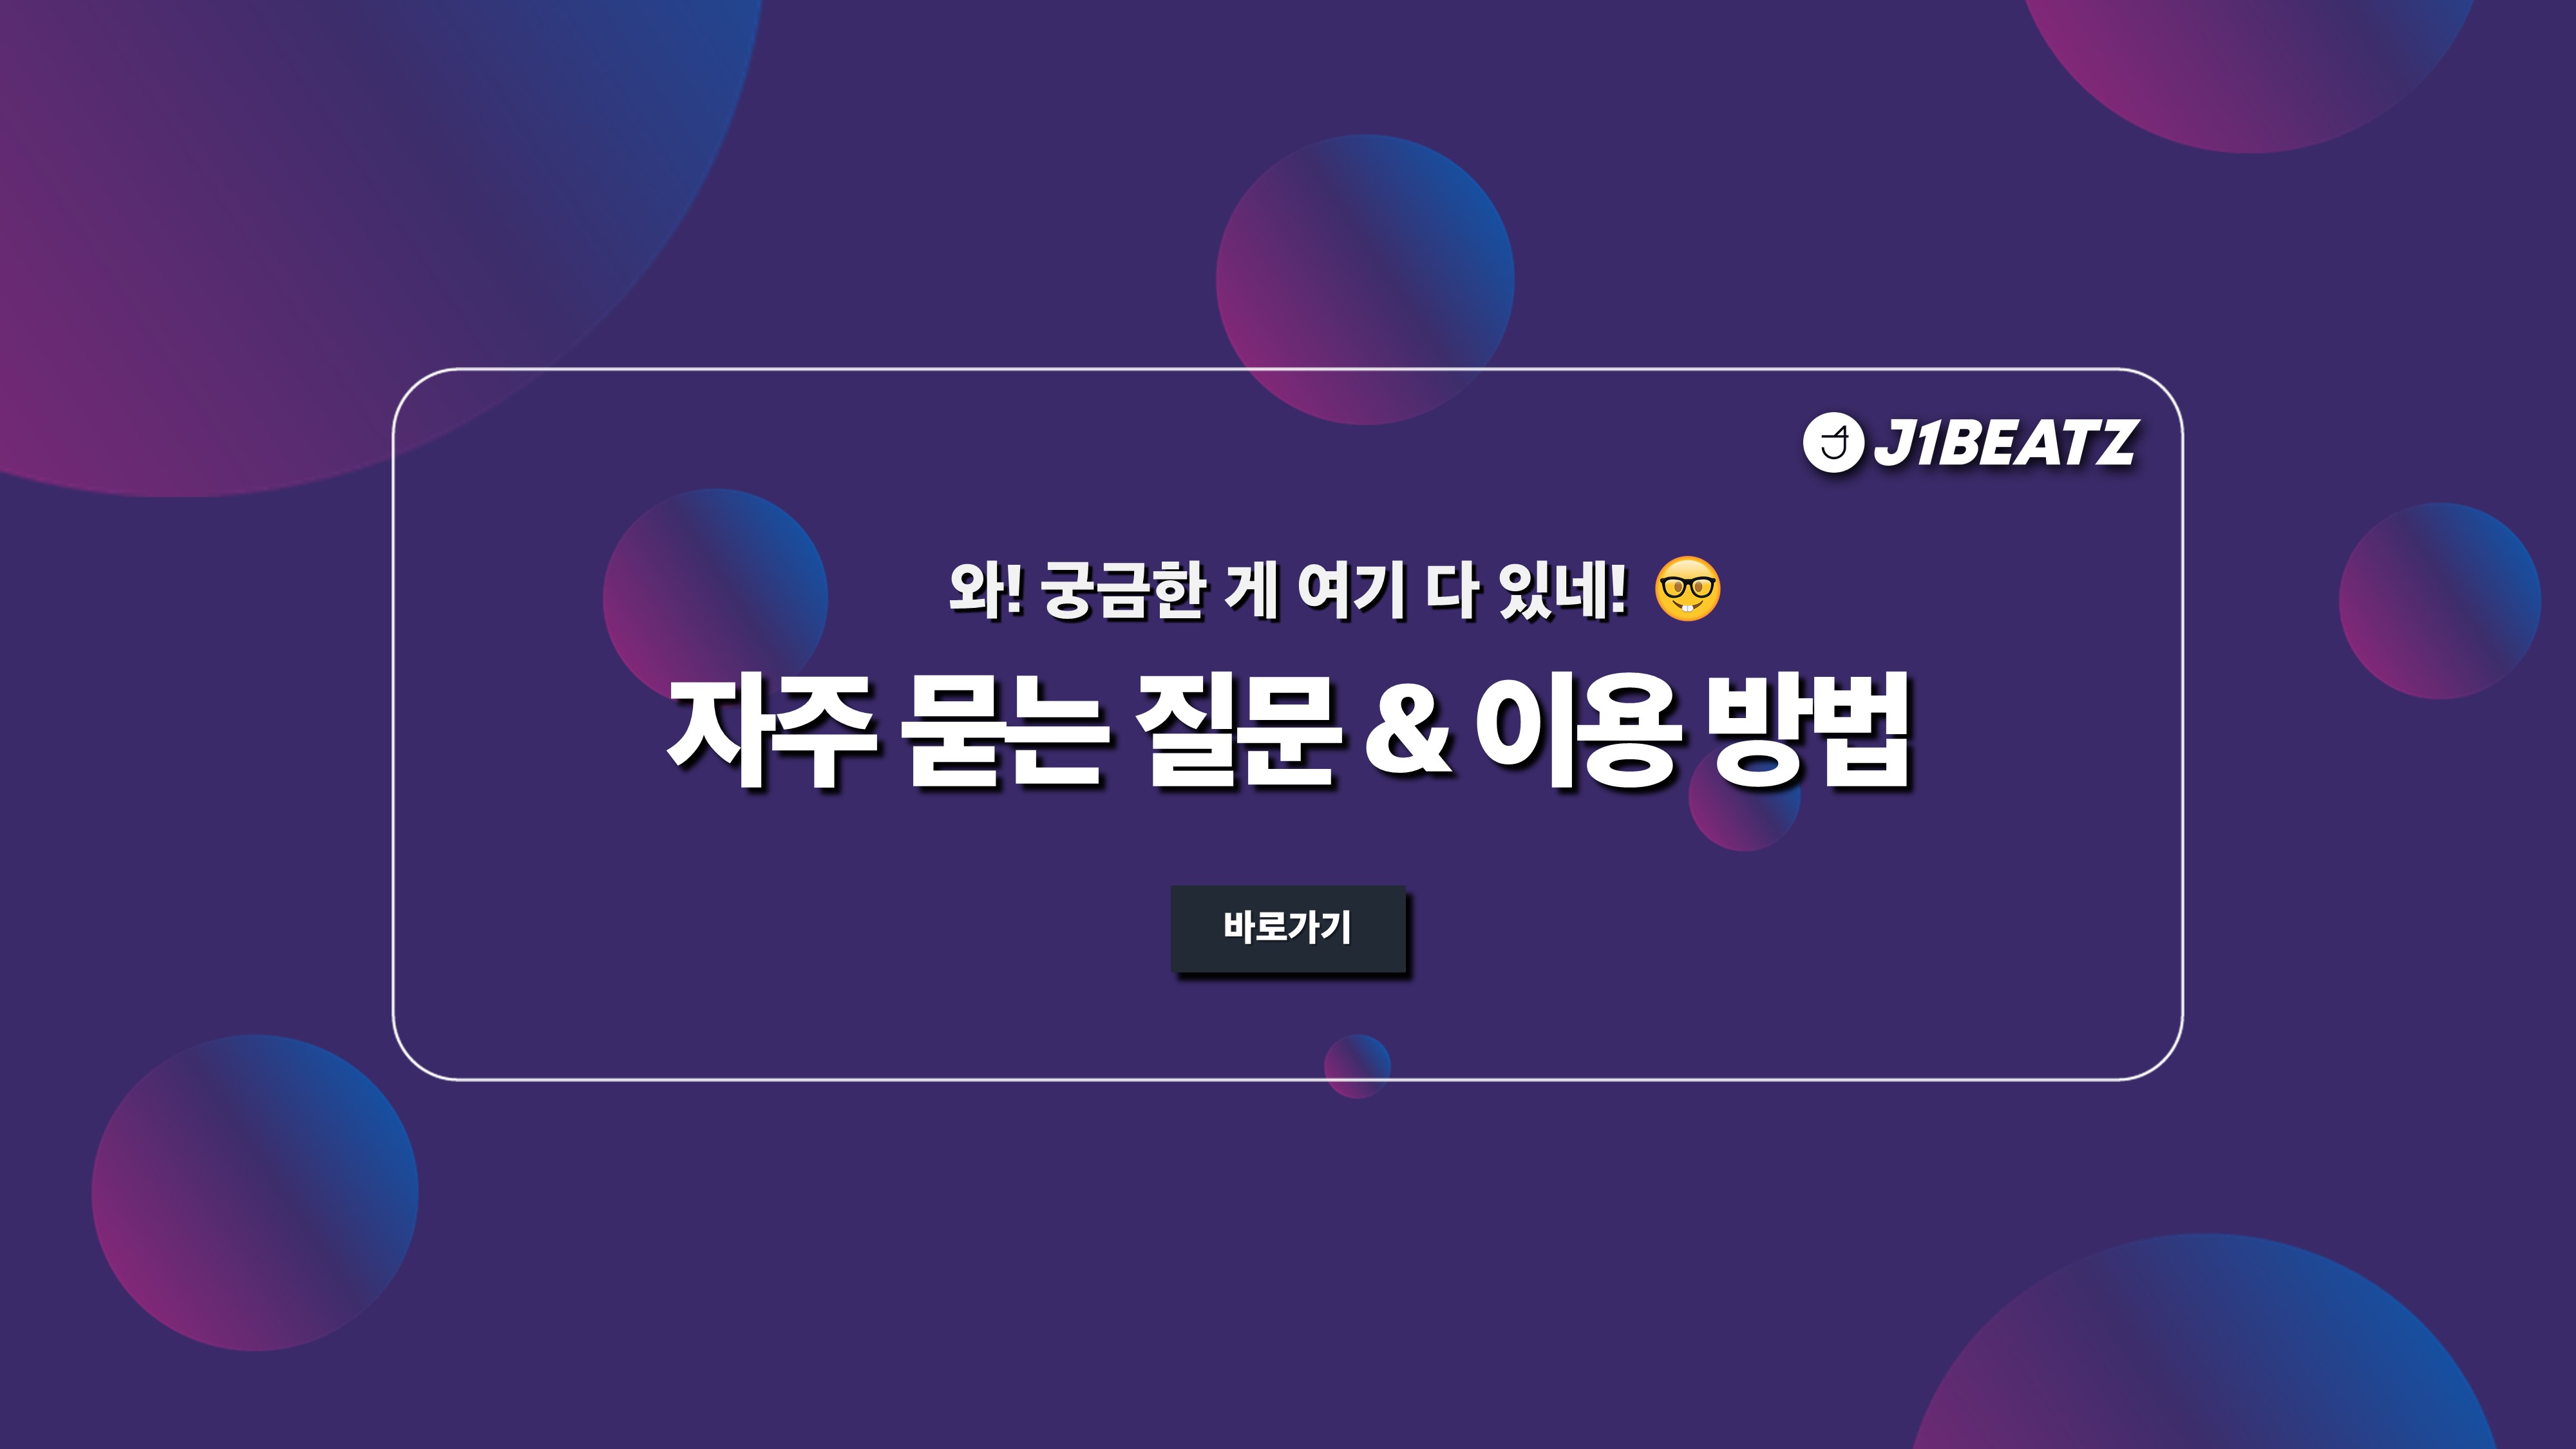 J1BEATZ
와! 궁금한 게 여기 다 있네! 🤓
자주 묻는 질문 & 이용 방법
바로가기